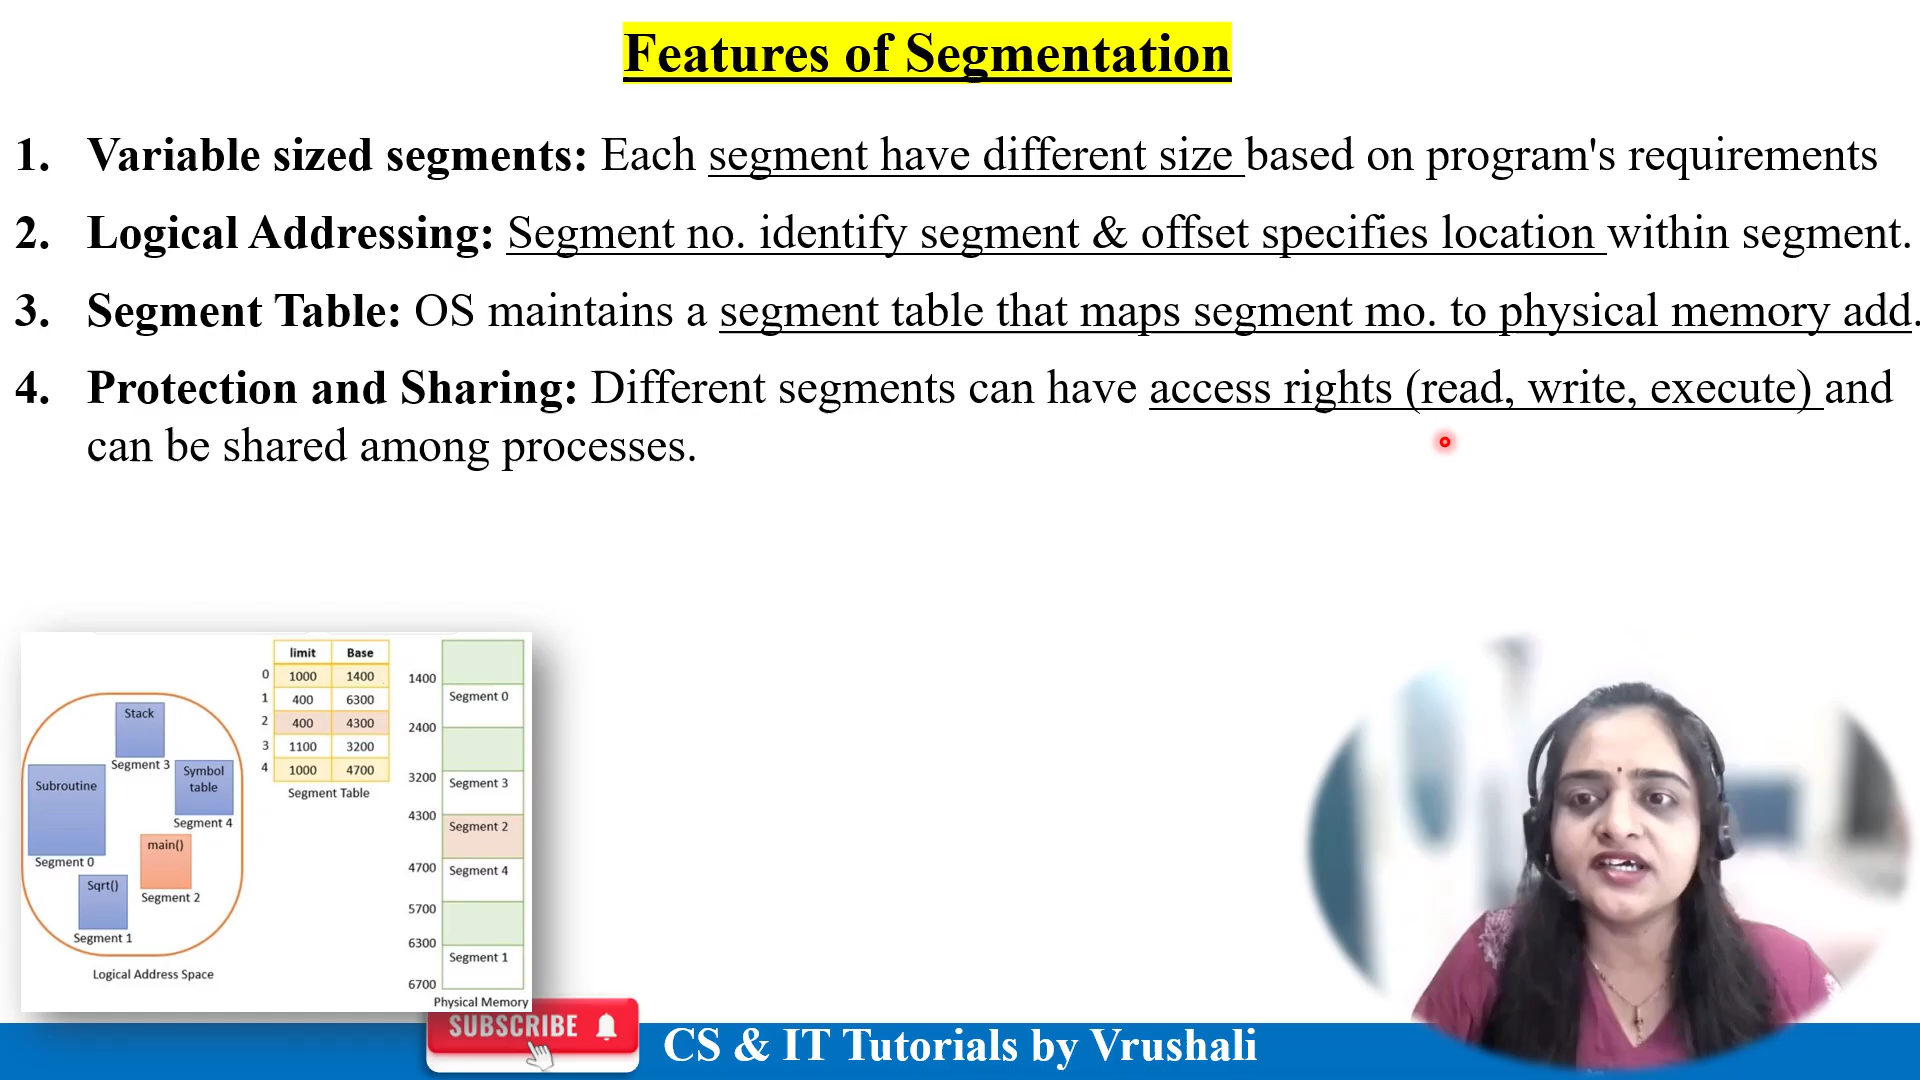 Features of Segmentation
1. Variable sized segments: Each segment have different size based on program's requirements
2. Logical Addressing: Segment no. identify segment & offset specifies location within segment.
3. Segment Table: OS maintains a segment table that maps segment mo. to physical memory add.
4. Protection and Sharing: Different segments can have access rights (read, write, execute) and
can be shared among processes.
Stack
Segment 3
Subroutine
Segment 0
Symbol
table
Segment 4
main()
Segment 2
Sqrt()
Segment 1
Logical Address Space
limit Base
0 1000 1400
1 400 6300
2 400 4300
3 1100 3200
4 1000 4700
Segment Table
1400
Segment 0
2400
3200
Segment 3
4300
Segment 2
4700
Segment 4
5700
6300
Segment 1
6700
Physical Memory
SUBSCRIBE
CS & IT Tutorials by Vrushali